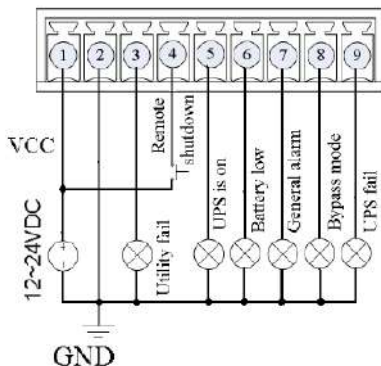 1 2 3 4 5 6 7 8 9
VCC
Remote
shutdown
12~24VDC
Utility fail
UPS is on
Battery low
General alarm
Bypass mode
UPS fail
GND